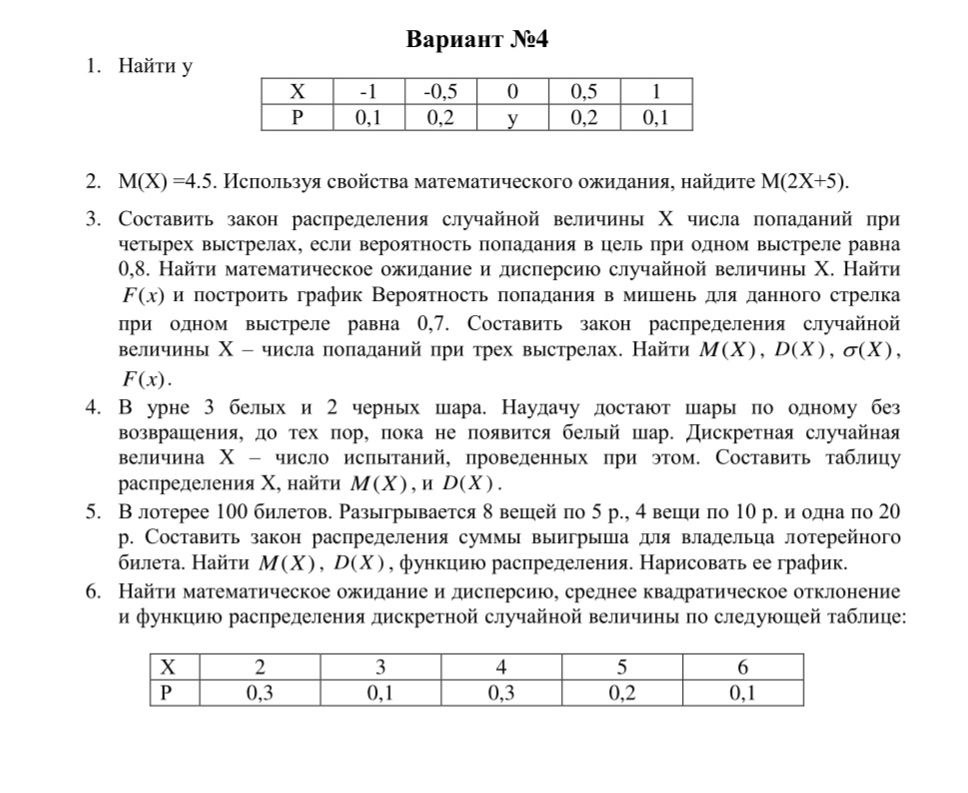 Вариант №4
1. Найти y
X -1 -0,5 0 0,5 1
P 0,1 0,2 y 0,2 0,1
2. M(X) =4.5. Используя свойства математического ожидания, найдите M(2X+5).
3. Составить закон распределения случайной величины X числа попаданий при
четырех выстрелах, если вероятность попадания в цель при одном выстреле равна
0,8. Найти математическое ожидание и дисперсию случайной величины X. Найти
F(x) и построить график Вероятность попадания в мишень для данного стрелка
при одном выстреле равна 0,7. Составить закон распределения случайной
величины X – числа попаданий при трех выстрелах. Найти M(X), D(X), σ(X),
F(x).
4. В урне 3 белых и 2 черных шара. Наудачу достают шары по одному без
возвращения, до тех пор, пока не появится белый шар. Дискретная случайная
величина X – число испытаний, проведенных при этом. Составить таблицу
распределения X, найти M(X), и D(X).
5. В лотерее 100 билетов. Разыгрывается 8 вещей по 5 р., 4 вещи по 10 р. и одна по 20
р. Составить закон распределения суммы выигрыша для владельца лотерейного
билета. Найти M(X), D(X), функцию распределения. Нарисовать ее график.
6. Найти математическое ожидание и дисперсию, среднее квадратическое отклонение
и функцию распределения дискретной случайной величины по следующей таблице:
X 2 3 4 5 6
P 0,3 0,1 0,3 0,2 0,1